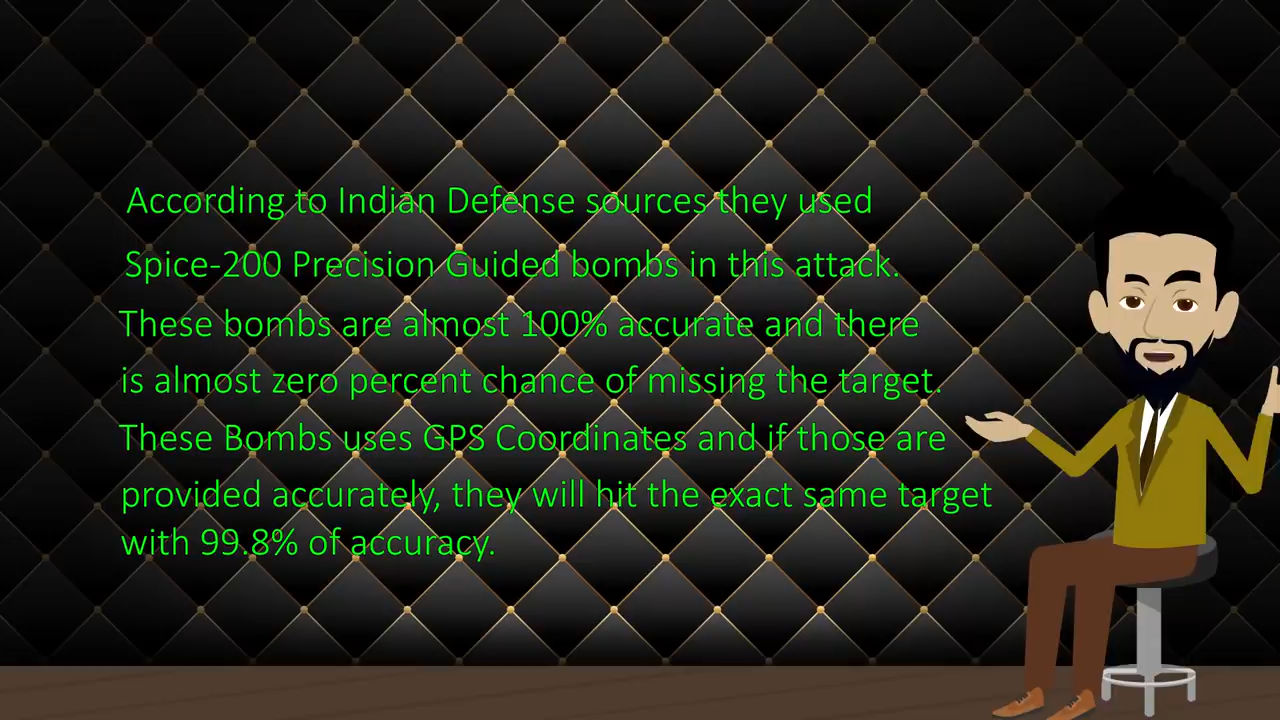 According to Indian Defense sources they used
Spice-200 Precision Guided bombs in this attack.
These bombs are almost 100% accurate and there
is almost zero percent chance of missing the target.
These Bombs uses GPS Coordinates and if those are
provided accurately, they will hit the exact same target
with 99.8% of accuracy.